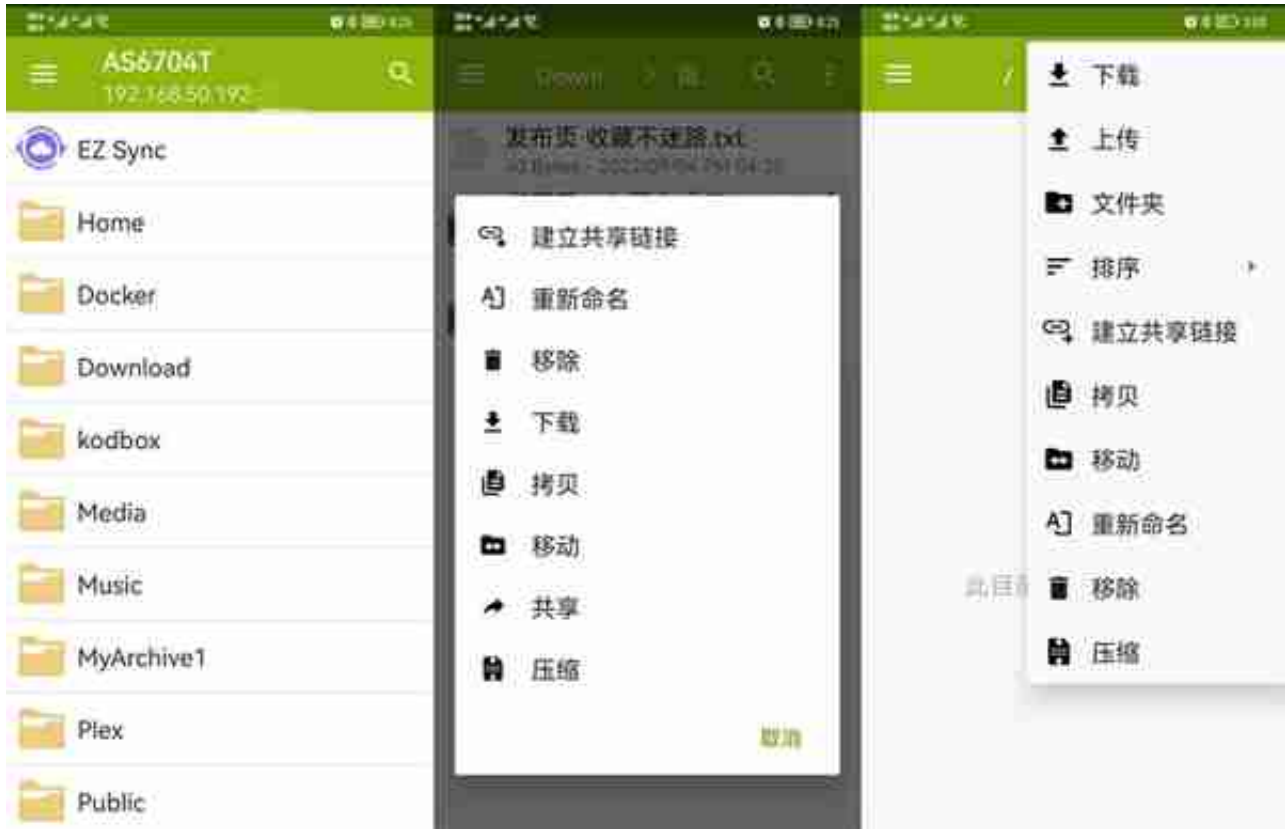 AS6704T
192.168.50.192
EZ Sync
Home
Docker
Download
kodbox
Media
Music
MyArchive1
Plex
Public
Down
发布页 收藏不迷路.txt
建立共享链接
重新命名
移除
下载
拷贝
移动
共享
压缩
取消
/
下载
上传
文件夹
排序
建立共享链接
拷贝
移动
重新命名
移除
压缩
此目